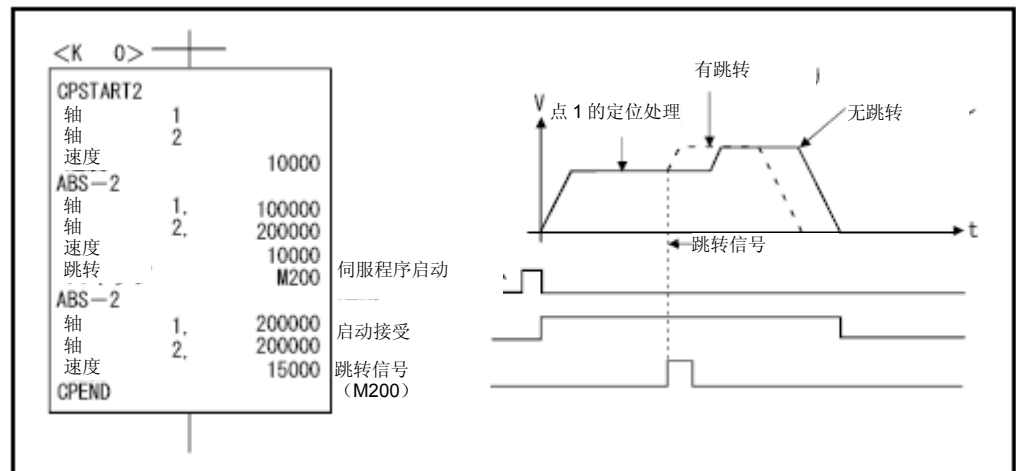 <K 0>
CPSTART2
轴 1
轴 2
速度 10000
ABS-2
轴 1, 100000
轴 2, 200000
速度 10000
跳转 M200
ABS-2
轴 1, 200000
轴 2, 200000
速度 15000
CPEND
有跳转
V
点 1 的定位处理
无跳转
t
跳转信号
伺服程序启动
启动接受
跳转信号
（M200）